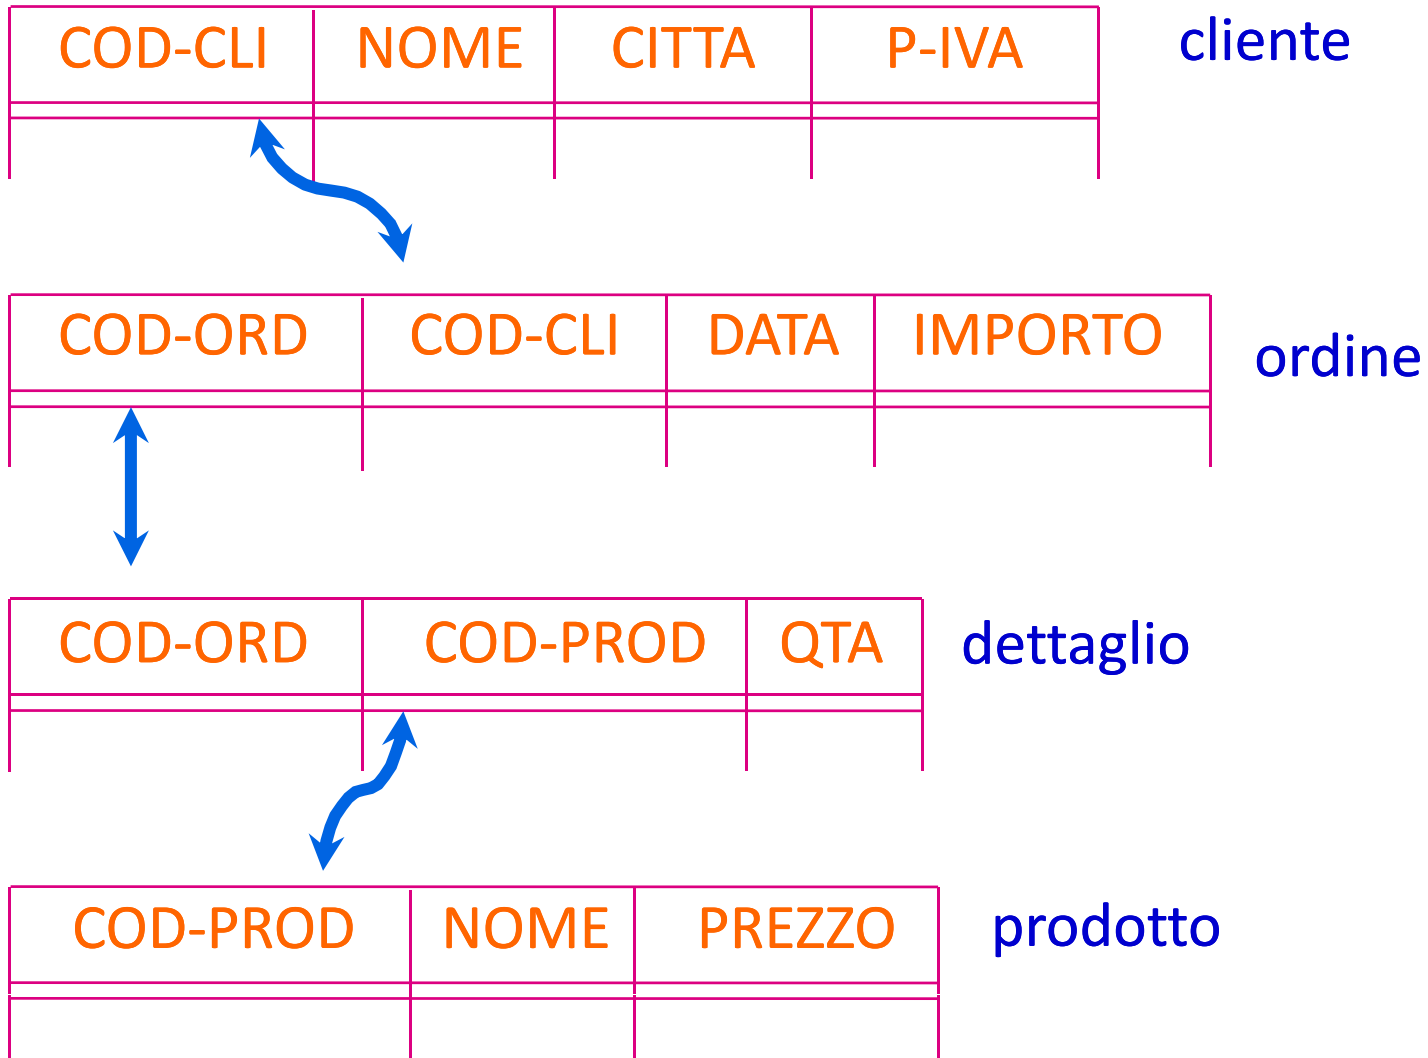 COD-CLI NOME CITTA P-IVA cliente
COD-ORD COD-CLI DATA IMPORTO ordine
COD-ORD COD-PROD QTA dettaglio
COD-PROD NOME PREZZO prodotto